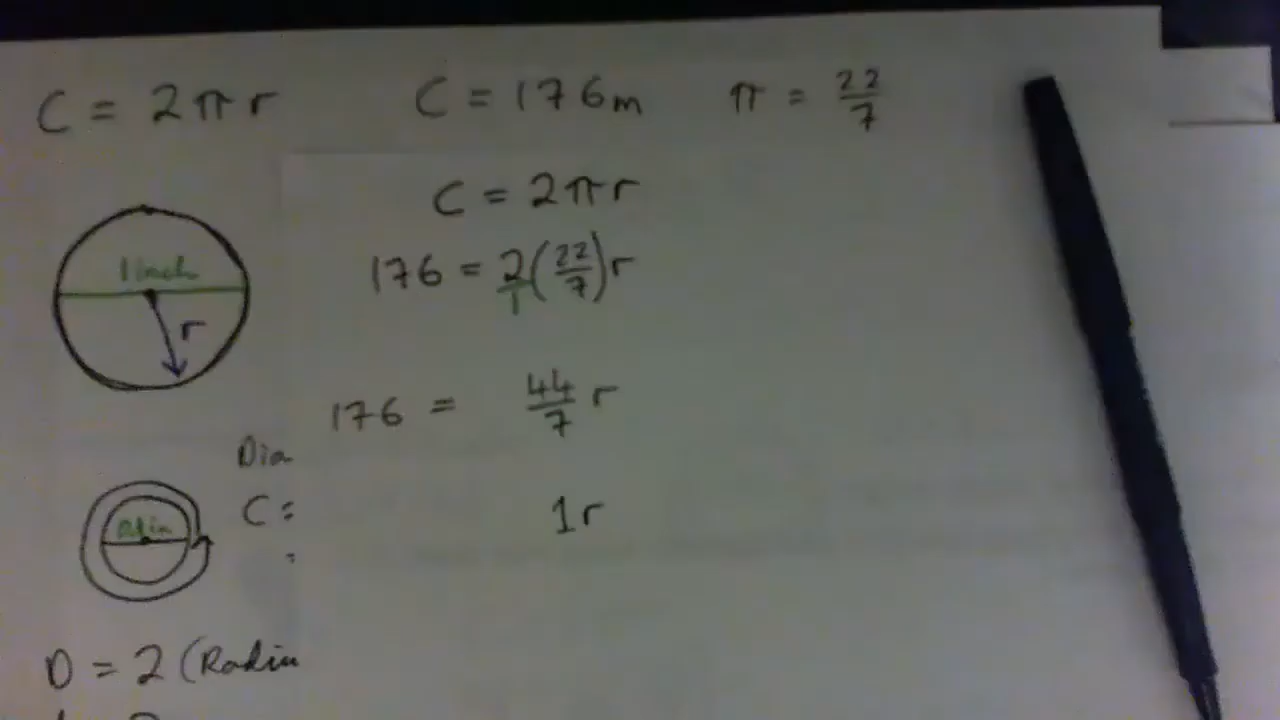 C = 2πr C = 176m π = 22/7
C = 2πr
1 inch
176 = 2/1 (22/7) r
r
176 = 44/7 r
Dia
C =
1r
D = 2 (Radiu